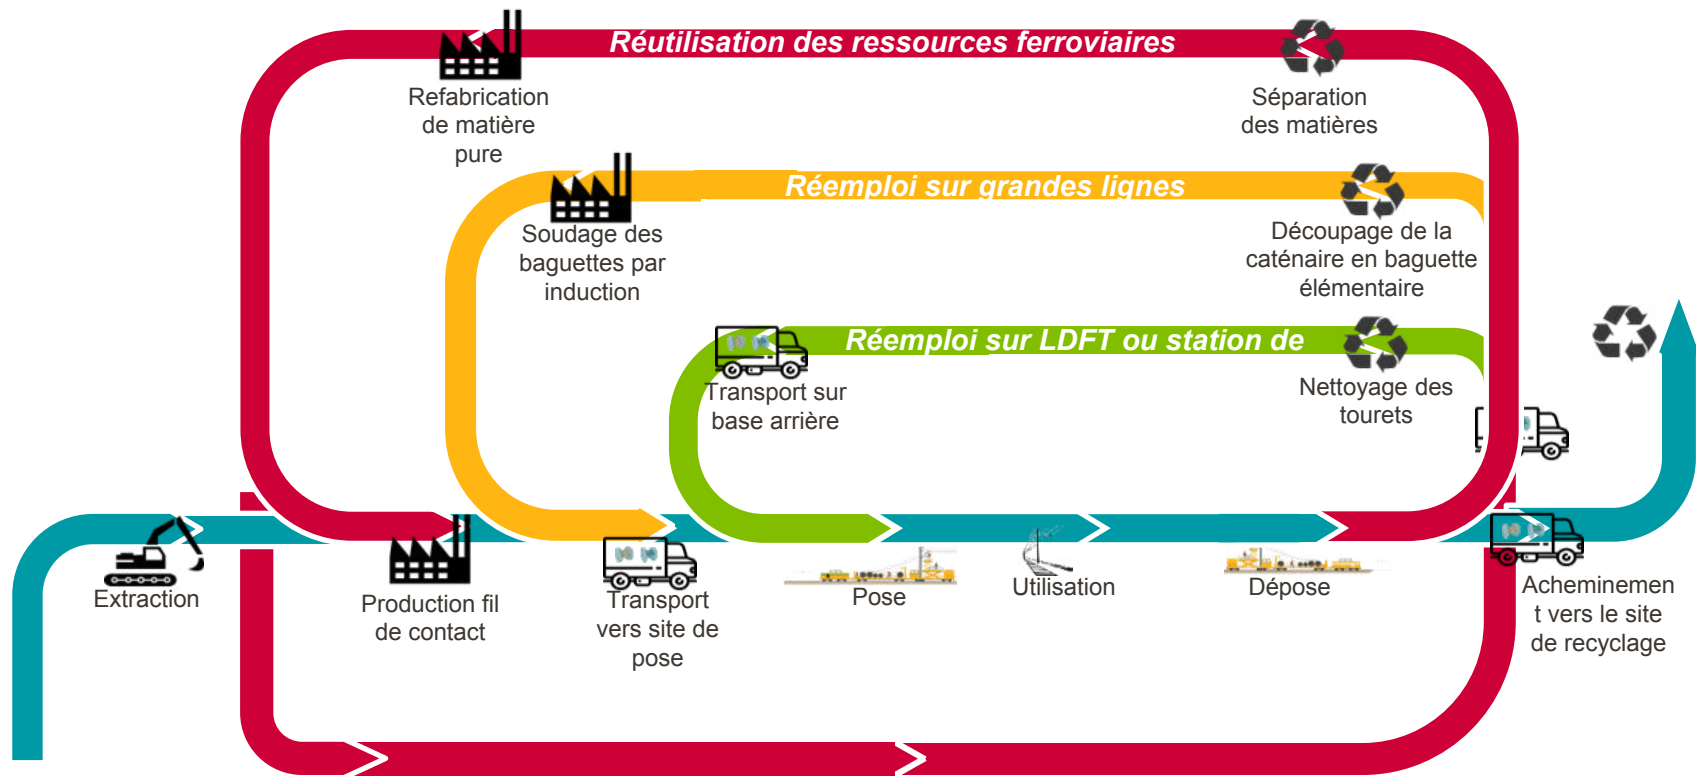 Réutilisation des ressources ferroviaires
Refabrication
de matière
pure
Séparation
des matières
Réemploi sur grandes lignes
Soudage des
baguettes par
induction
Découpage de la
caténaire en baguette
élémentaire
Réemploi sur LDFT ou station de
Transport sur
base arrière
Nettoyage des
tourets
Extraction
Production fil
de contact
Transport
vers site de
pose
Pose
Utilisation
Dépose
Acheminemen
t vers le site
de recyclage